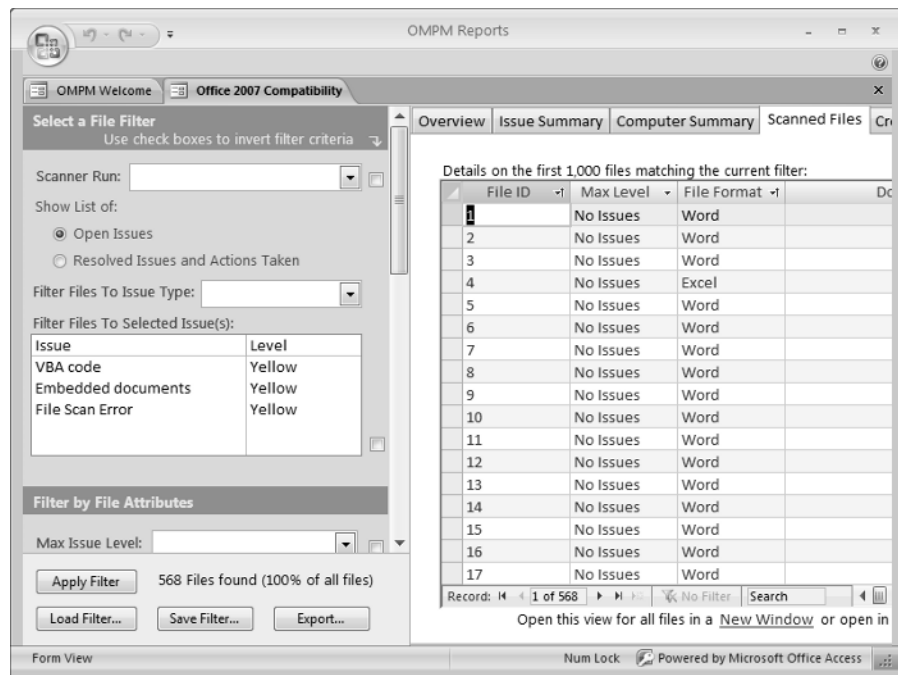 OMPM Reports
OMPM Welcome
Office 2007 Compatibility
Select a File Filter
Use check boxes to invert filter criteria
Scanner Run:
Show List of:
Open Issues
Resolved Issues and Actions Taken
Filter Files To Issue Type:
Filter Files To Selected Issue(s):
Issue Level
VBA code Yellow
Embedded documents Yellow
File Scan Error Yellow
Filter by File Attributes
Max Issue Level:
Apply Filter 568 Files found (100% of all files)
Load Filter... Save Filter... Export...
Overview Issue Summary Computer Summary Scanned Files Cr
Details on the first 1,000 files matching the current filter:
File ID Max Level File Format Do
1 No Issues Word
2 No Issues Word
3 No Issues Word
4 No Issues Excel
5 No Issues Word
6 No Issues Word
7 No Issues Word
8 No Issues Word
9 No Issues Word
10 No Issues Word
11 No Issues Word
12 No Issues Word
13 No Issues Word
14 No Issues Word
15 No Issues Word
16 No Issues Word
17 No Issues Word
Record: 1 of 568 No Filter Search
Open this view for all files in a New Window or open in
Form View Num Lock Powered by Microsoft Office Access